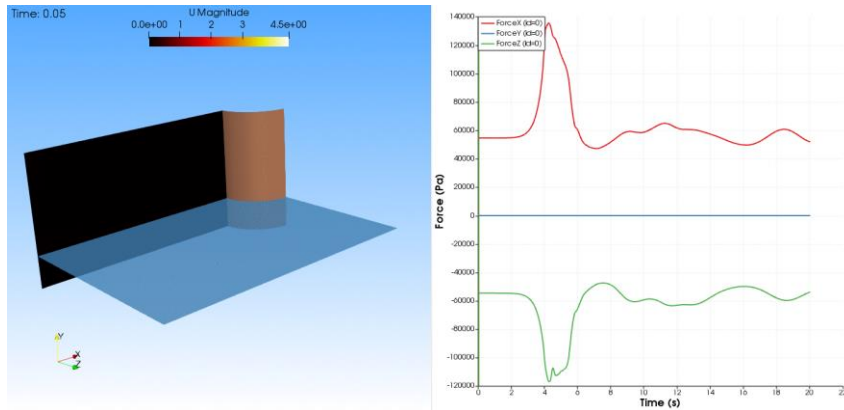 Time: 0.05
U Magnitude
0.0e+00 1 2 3 4.5e+00
Y
X
Z
ForceX (id=0)
ForceY (id=0)
ForceZ (id=0)
Force (Pa)
140000
120000
100000
80000
60000
40000
20000
0
-20000
-40000
-60000
-80000
-100000
-120000
0 2 4 6 8 10 12 14 16 18 20 22
Time (s)